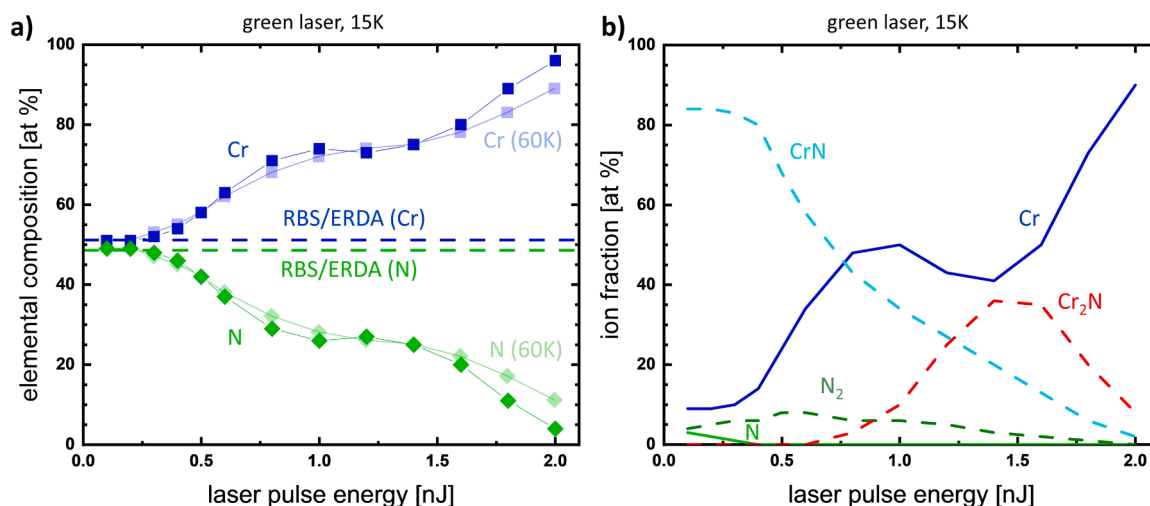 green laser, 15K
a)
elemental composition [at %]
100
80
60
40
20
0
Cr
Cr (60K)
RBS/ERDA (Cr)
RBS/ERDA (N)
N
N (60K)
0.0 0.5 1.0 1.5 2.0
laser pulse energy [nJ]
green laser, 15K
b)
ion fraction [at %]
100
80
60
40
20
0
CrN
Cr
Cr₂N
N₂
N
0.0 0.5 1.0 1.5 2.0
laser pulse energy [nJ]